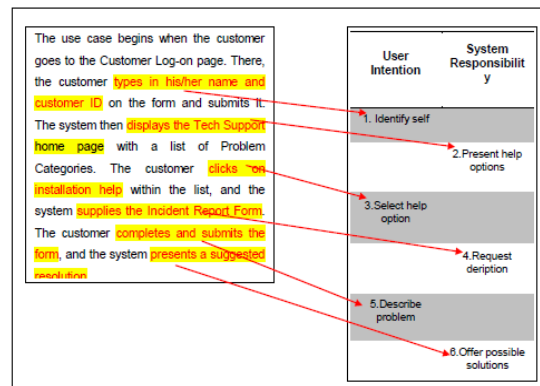 The use case begins when the customer
goes to the Customer Log-on page. There,
the customer types in his/her name and
customer ID on the form and submits it.
The system then displays the Tech Support
home page with a list of Problem
Categories. The customer clicks on
installation help within the list, and the
system supplies the Incident Report Form.
The customer completes and submits the
form, and the system presents a suggested
resolution
User
Intention
System
Responsibilit
y
1. Identify self
2.Present help
options
3.Select help
option
4.Request
deription
5.Describe
problem
6.Offer possible
solutions